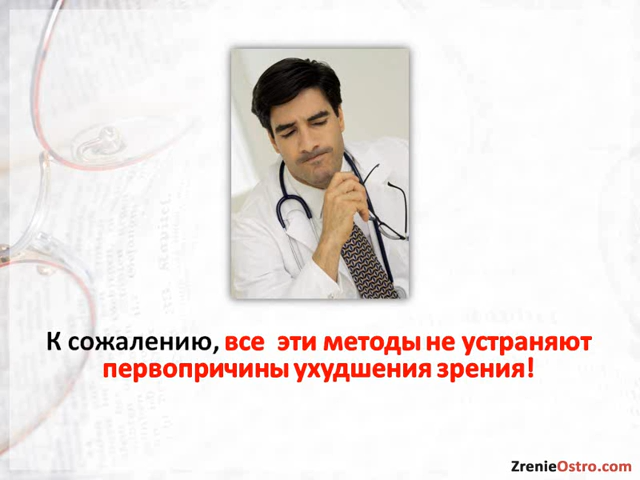 К сожалению, все эти методы не устраняют
первопричины ухудшения зрения!
ZrenieOstro.com